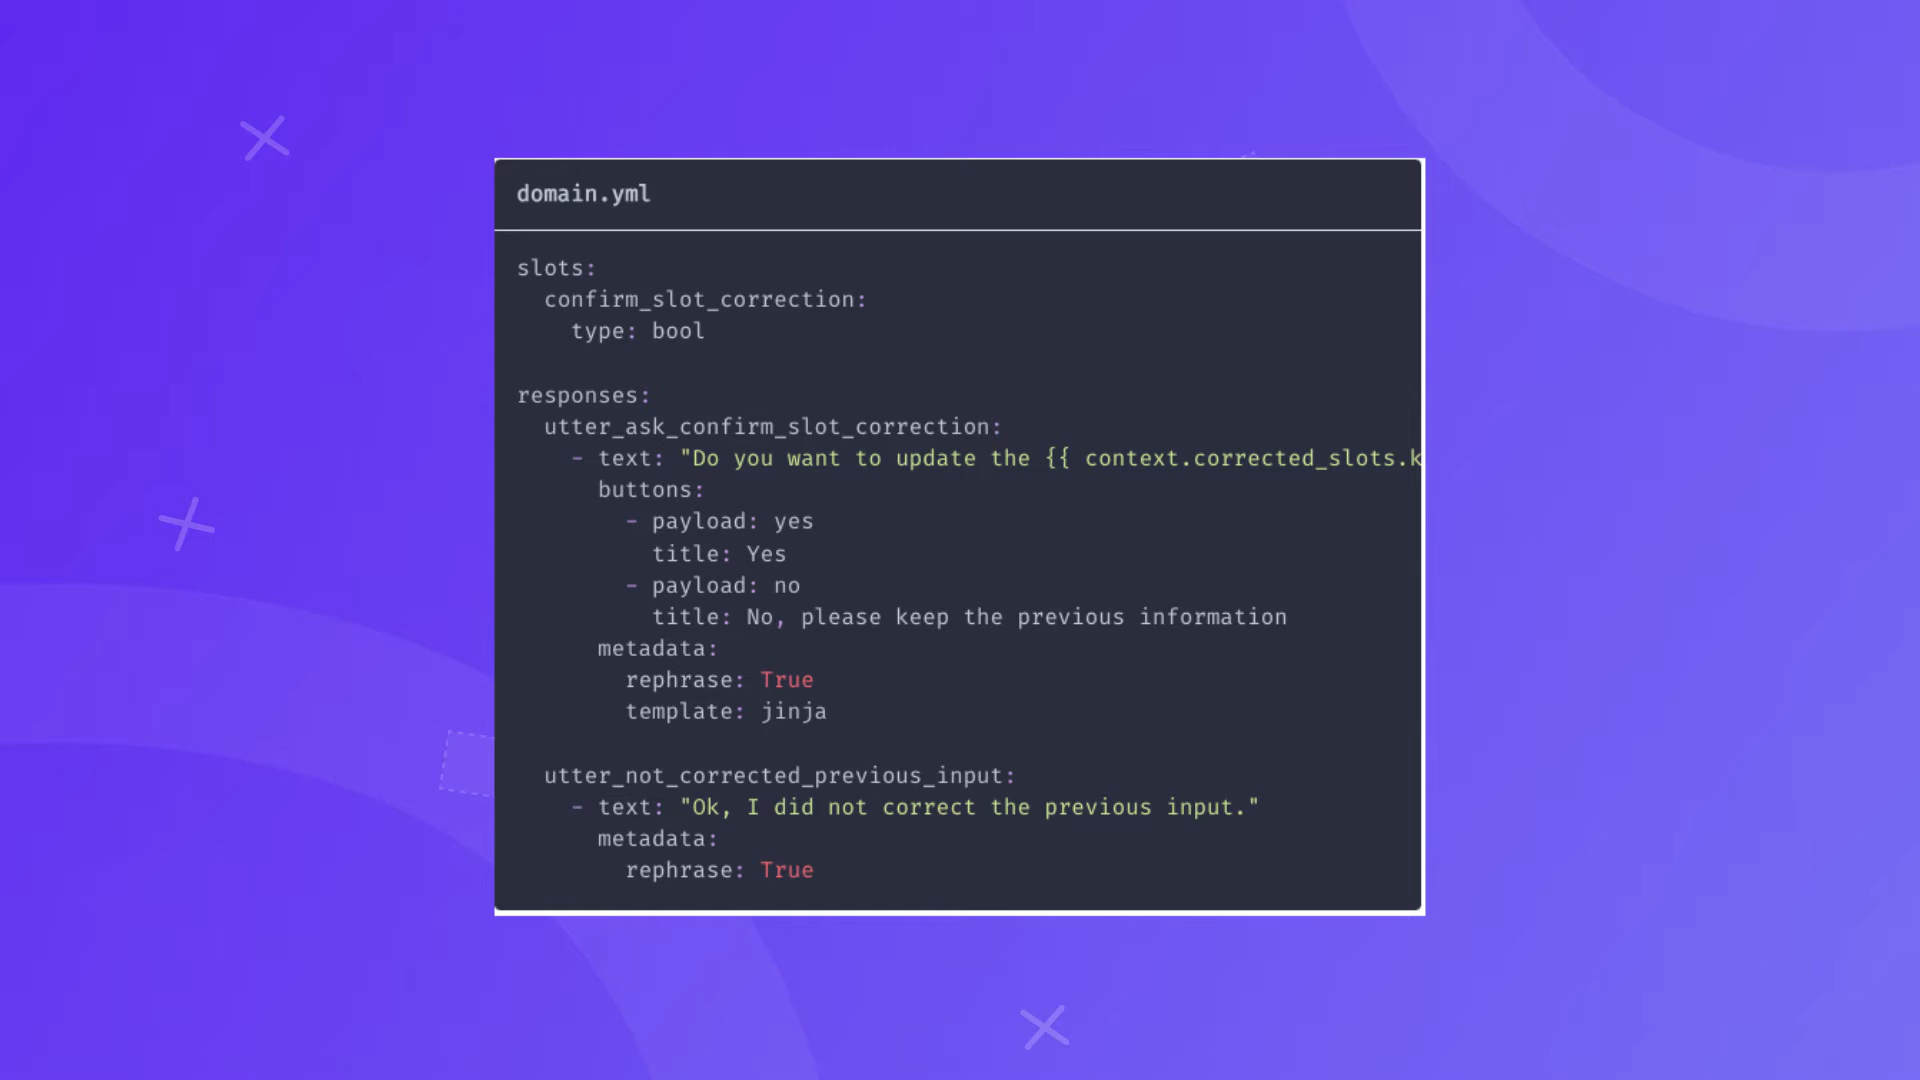 domain.yml
slots:
  confirm_slot_correction:
    type: bool
responses:
  utter_ask_confirm_slot_correction:
    - text: "Do you want to update the {{ context.corrected_slots.k
      buttons:
        - payload: yes
          title: Yes
        - payload: no
          title: No, please keep the previous information
      metadata:
        rephrase: True
        template: jinja
  utter_not_corrected_previous_input:
    - text: "Ok, I did not correct the previous input."
      metadata:
        rephrase: True